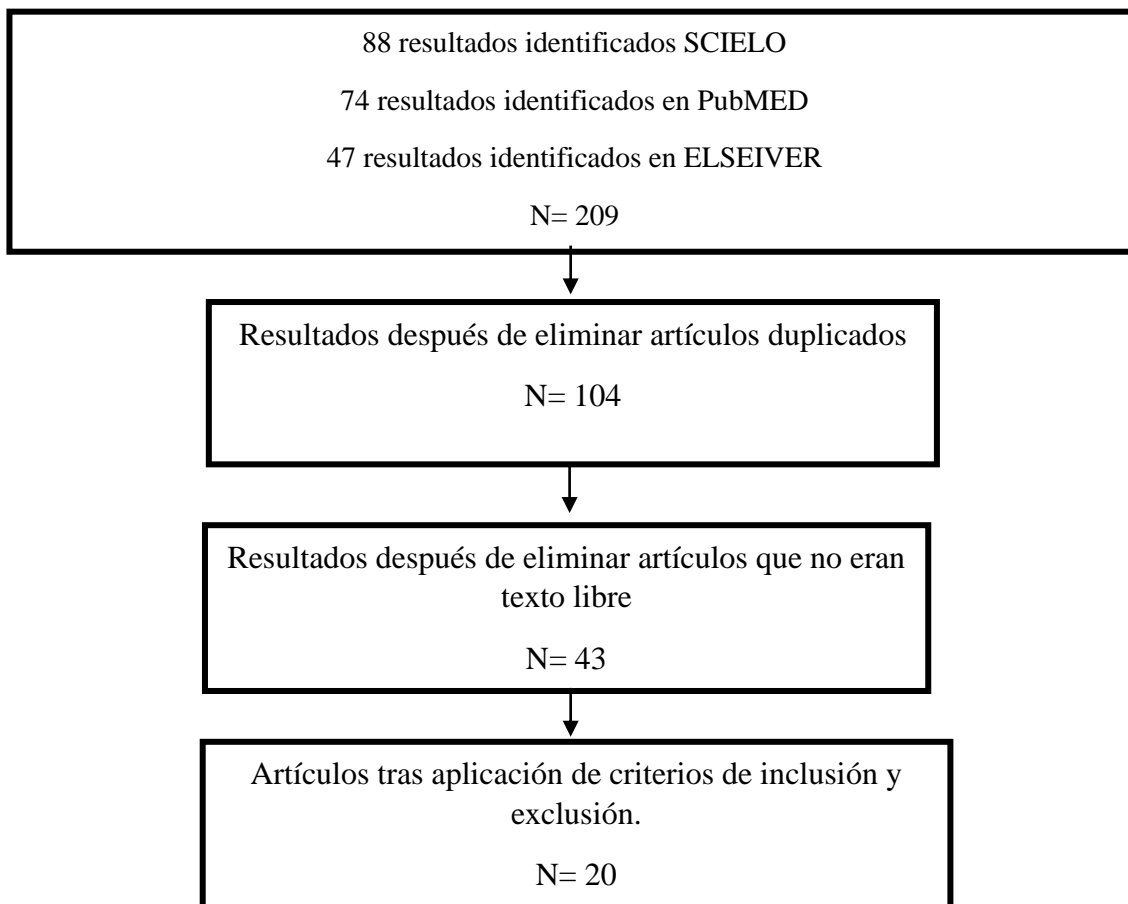 88 resultados identificados SCIELO
74 resultados identificados en PubMED
47 resultados identificados en ELSEIVER
N= 209
Resultados después de eliminar artículos duplicados
N= 104
Resultados después de eliminar artículos que no eran
texto libre
N= 43
Artículos tras aplicación de criterios de inclusión y
exclusión.
N= 20